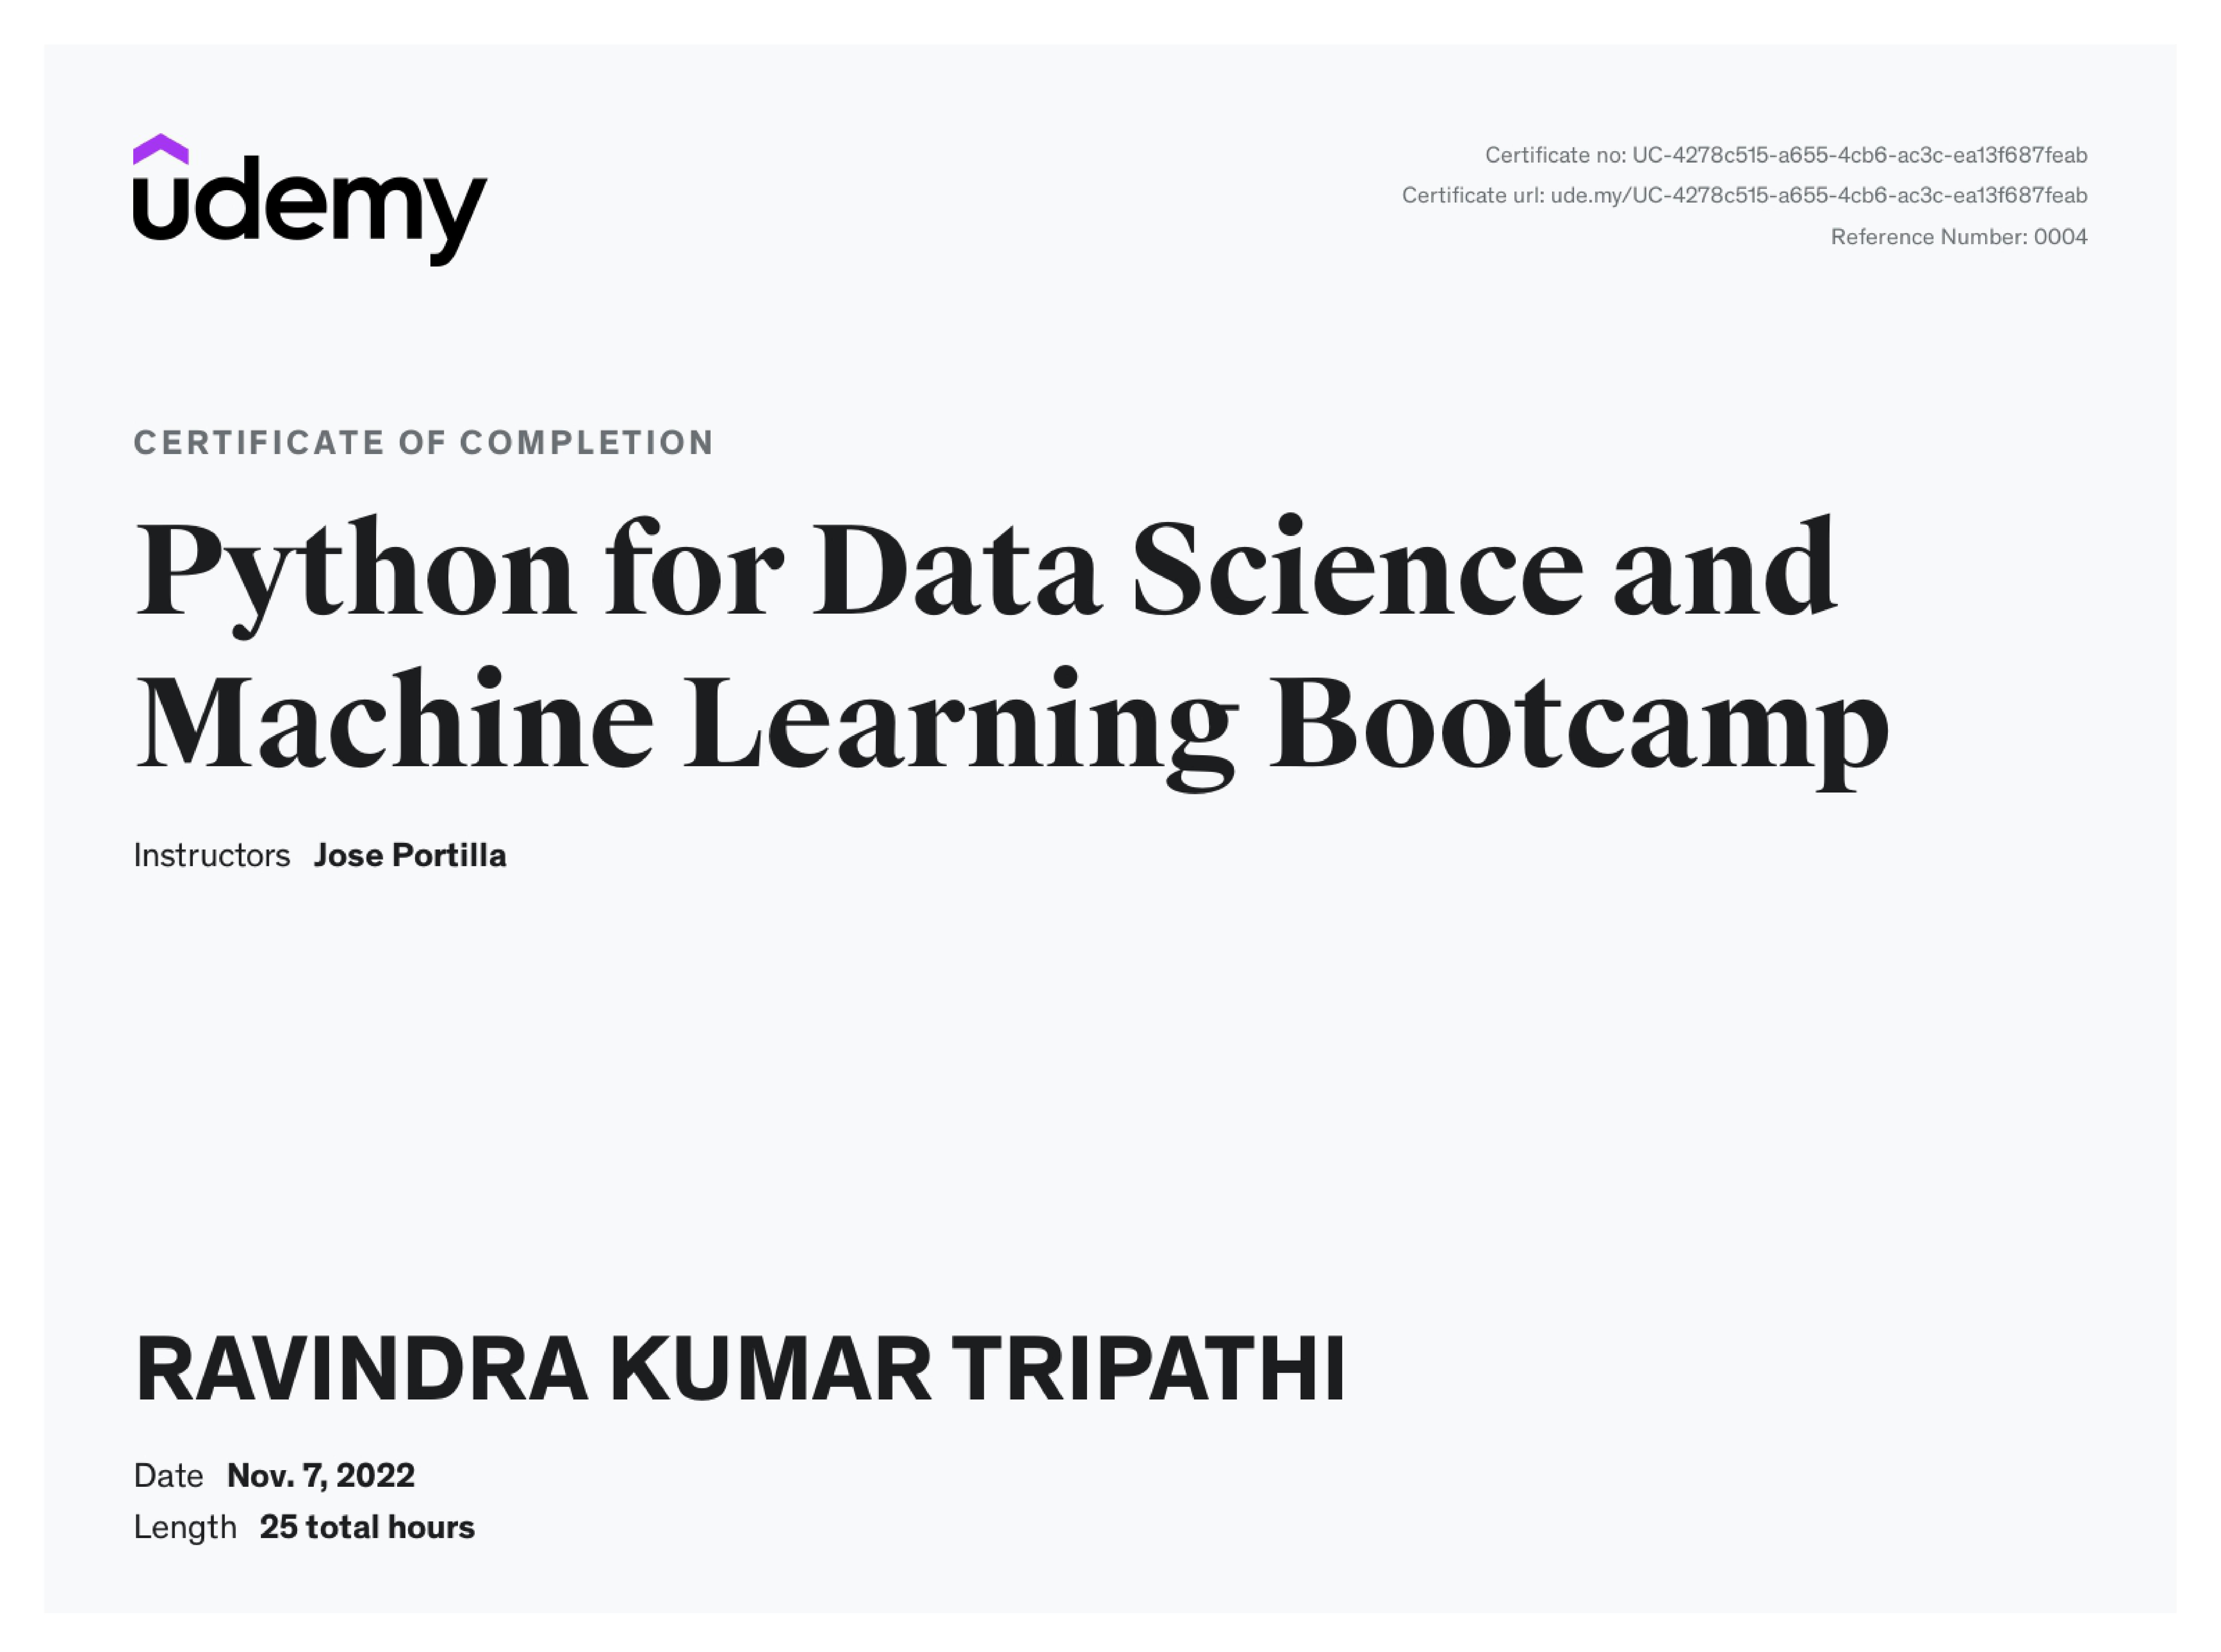 udemy
Certificate no: UC-4278c515-a655-4cb6-ac3c-ea13f687feab
Certificate url: ude.my/UC-4278c515-a655-4cb6-ac3c-ea13f687feab
Reference Number: 0004
CERTIFICATE OF COMPLETION
Python for Data Science and
Machine Learning Bootcamp
Instructors Jose Portilla
RAVINDRA KUMAR TRIPATHI
Date Nov. 7, 2022
Length 25 total hours